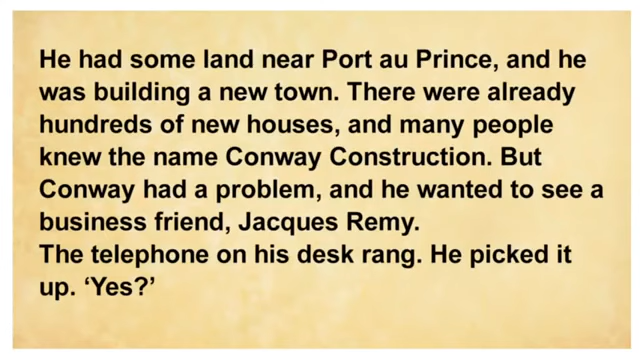 He had some land near Port au Prince, and he
was building a new town. There were already
hundreds of new houses, and many people
knew the name Conway Construction. But
Conway had a problem, and he wanted to see a
business friend, Jacques Remy.
The telephone on his desk rang. He picked it
up. ‘Yes?’